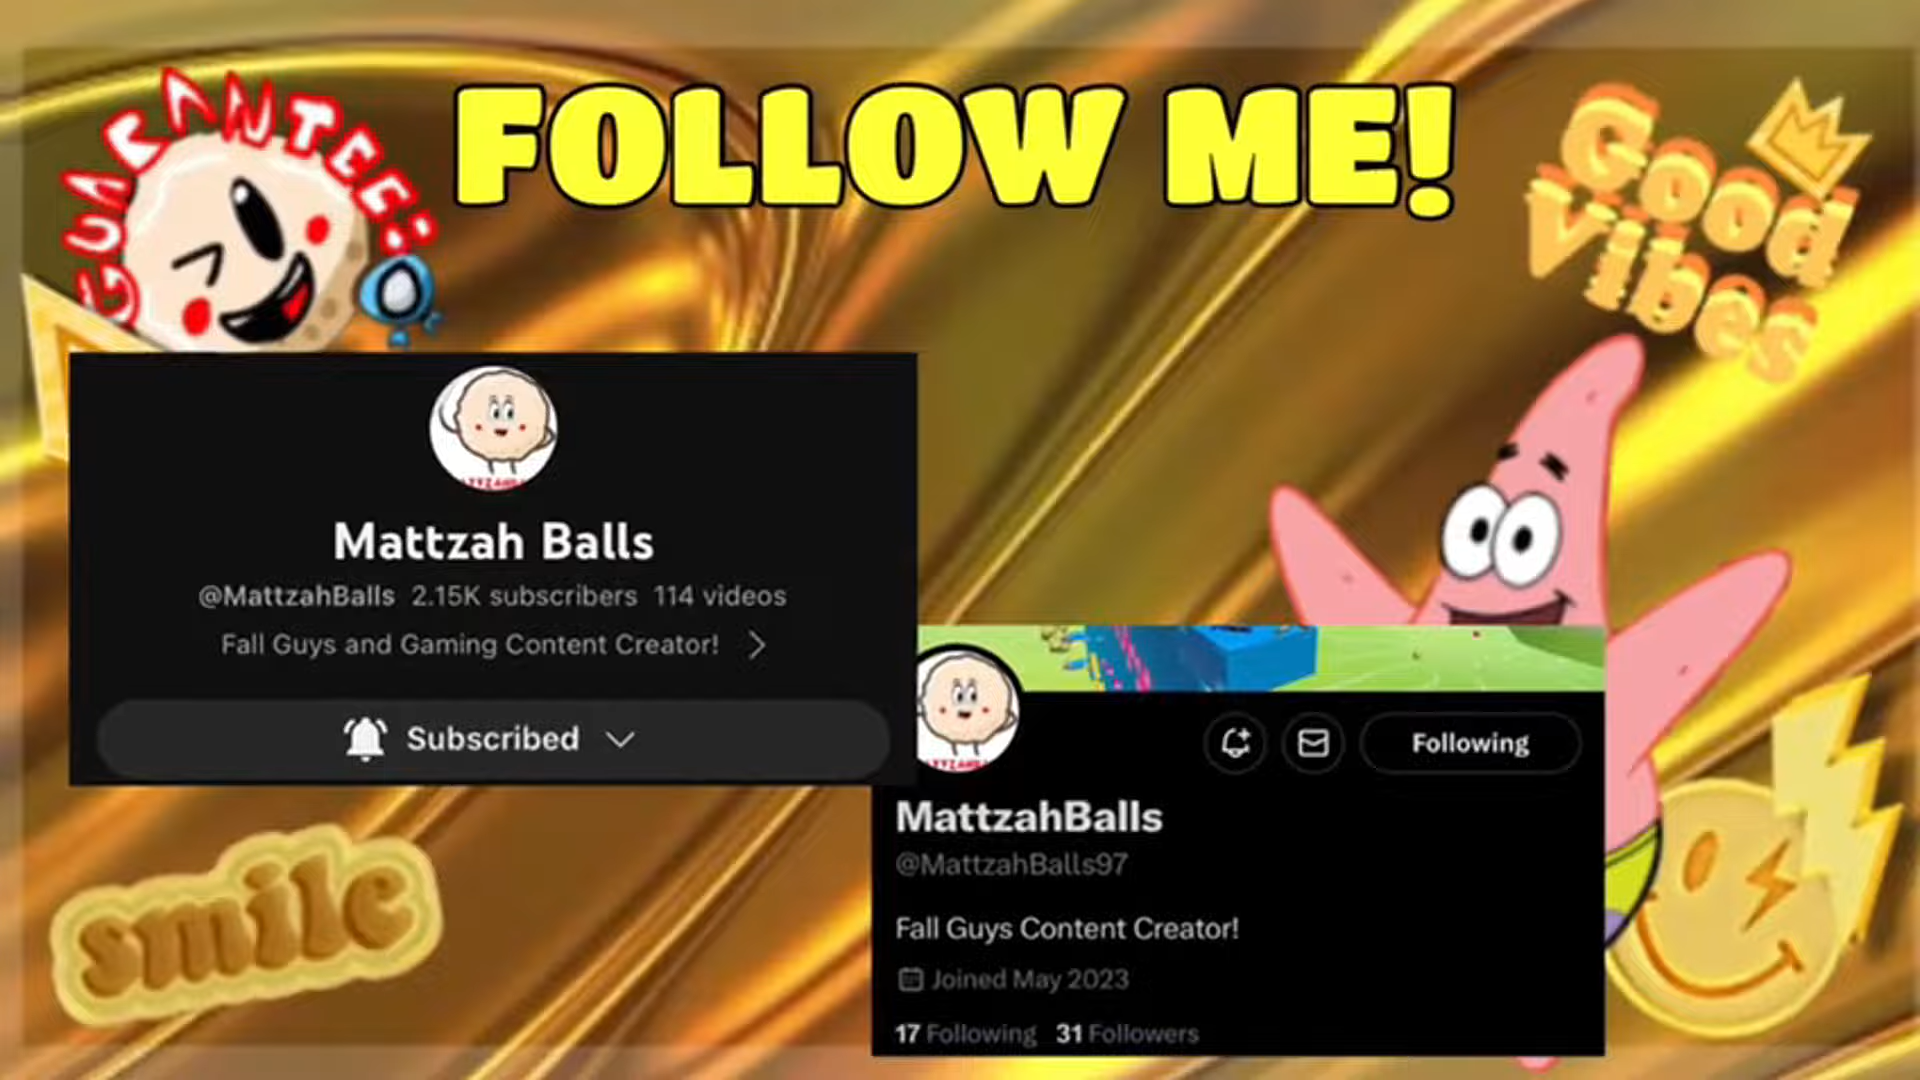 GUARANTEE:
FOLLOW ME!
Good
Vibes
Mattzah Balls
@MattzahBalls 2.15K subscribers 114 videos
Fall Guys and Gaming Content Creator!
Subscribed
Following
MattzahBalls
@MattzahBalls97
Fall Guys Content Creator!
Joined May 2023
17 Following 31 Followers
smile